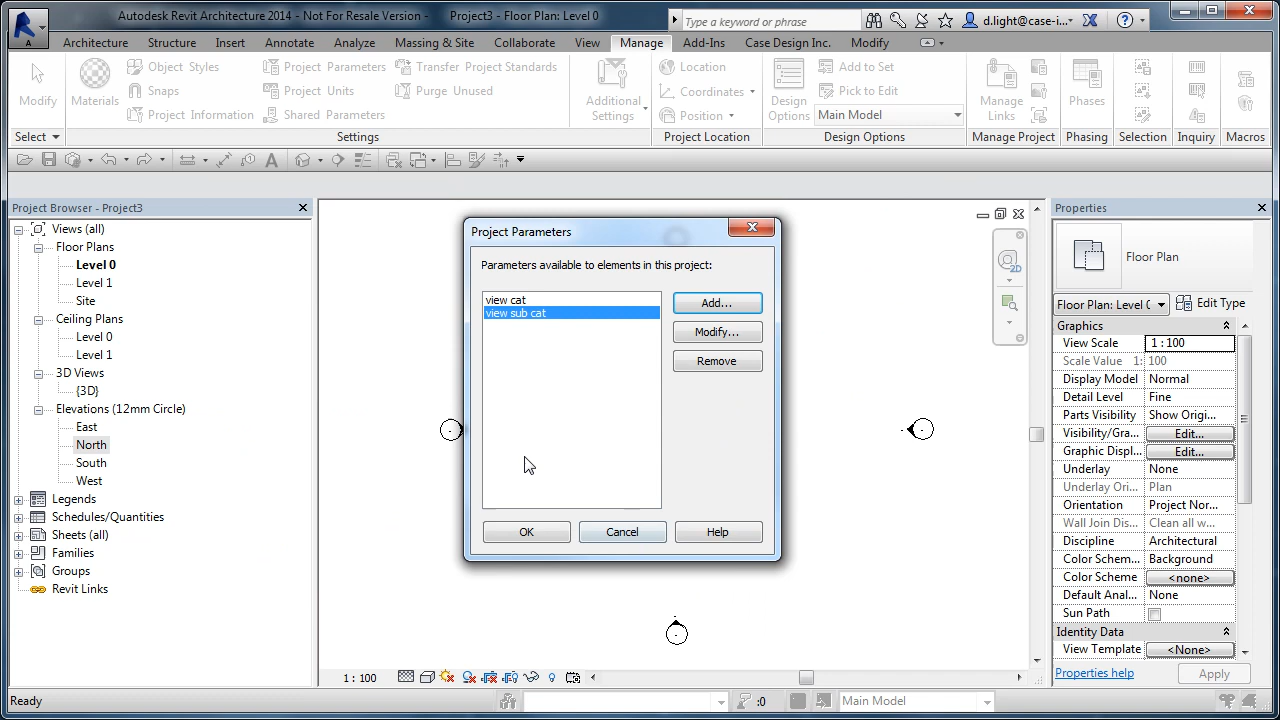 Autodesk Revit Architecture 2014 - Not For Resale Version - Project3 - Floor Plan: Level 0
Type a keyword or phrase
d.light@case-i...
A
Architecture Structure Insert Annotate Analyze Massing & Site Collaborate View Manage Add-Ins Case Design Inc. Modify
Object Styles Project Parameters Transfer Project Standards Location Add to Set
Snaps Project Units Purge Unused Coordinates Pick to Edit
Modify Materials Additional Settings Design Options Manage Links Phases
Project Information Shared Parameters Position Main Model
Select Settings Project Location Design Options Manage Project Phasing Selection Inquiry Macros
Project Browser - Project3
Views (all)
Floor Plans
Level 0
Level 1
Site
Ceiling Plans
Level 0
Level 1
3D Views
{3D}
Elevations (12mm Circle)
East
North
South
West
Legends
Schedules/Quantities
Sheets (all)
Families
Groups
Revit Links
Project Parameters
Parameters available to elements in this project:
view cat
view sub cat
Add...
Modify...
Remove
OK Cancel Help
2D
1 : 100
Properties
Floor Plan
Floor Plan: Level 0 Edit Type
Graphics
View Scale 1 : 100
Scale Value 1: 100
Display Model Normal
Detail Level Fine
Parts Visibility Show Origi...
Visibility/Gra... Edit...
Graphic Displ... Edit...
Underlay None
Underlay Ori... Plan
Orientation Project Nor...
Wall Join Dis... Clean all w...
Discipline Architectural
Color Schem... Background
Color Scheme <none>
Default Anal... None
Sun Path
Identity Data
View Template <None>
Properties help Apply
Ready :0 Main Model